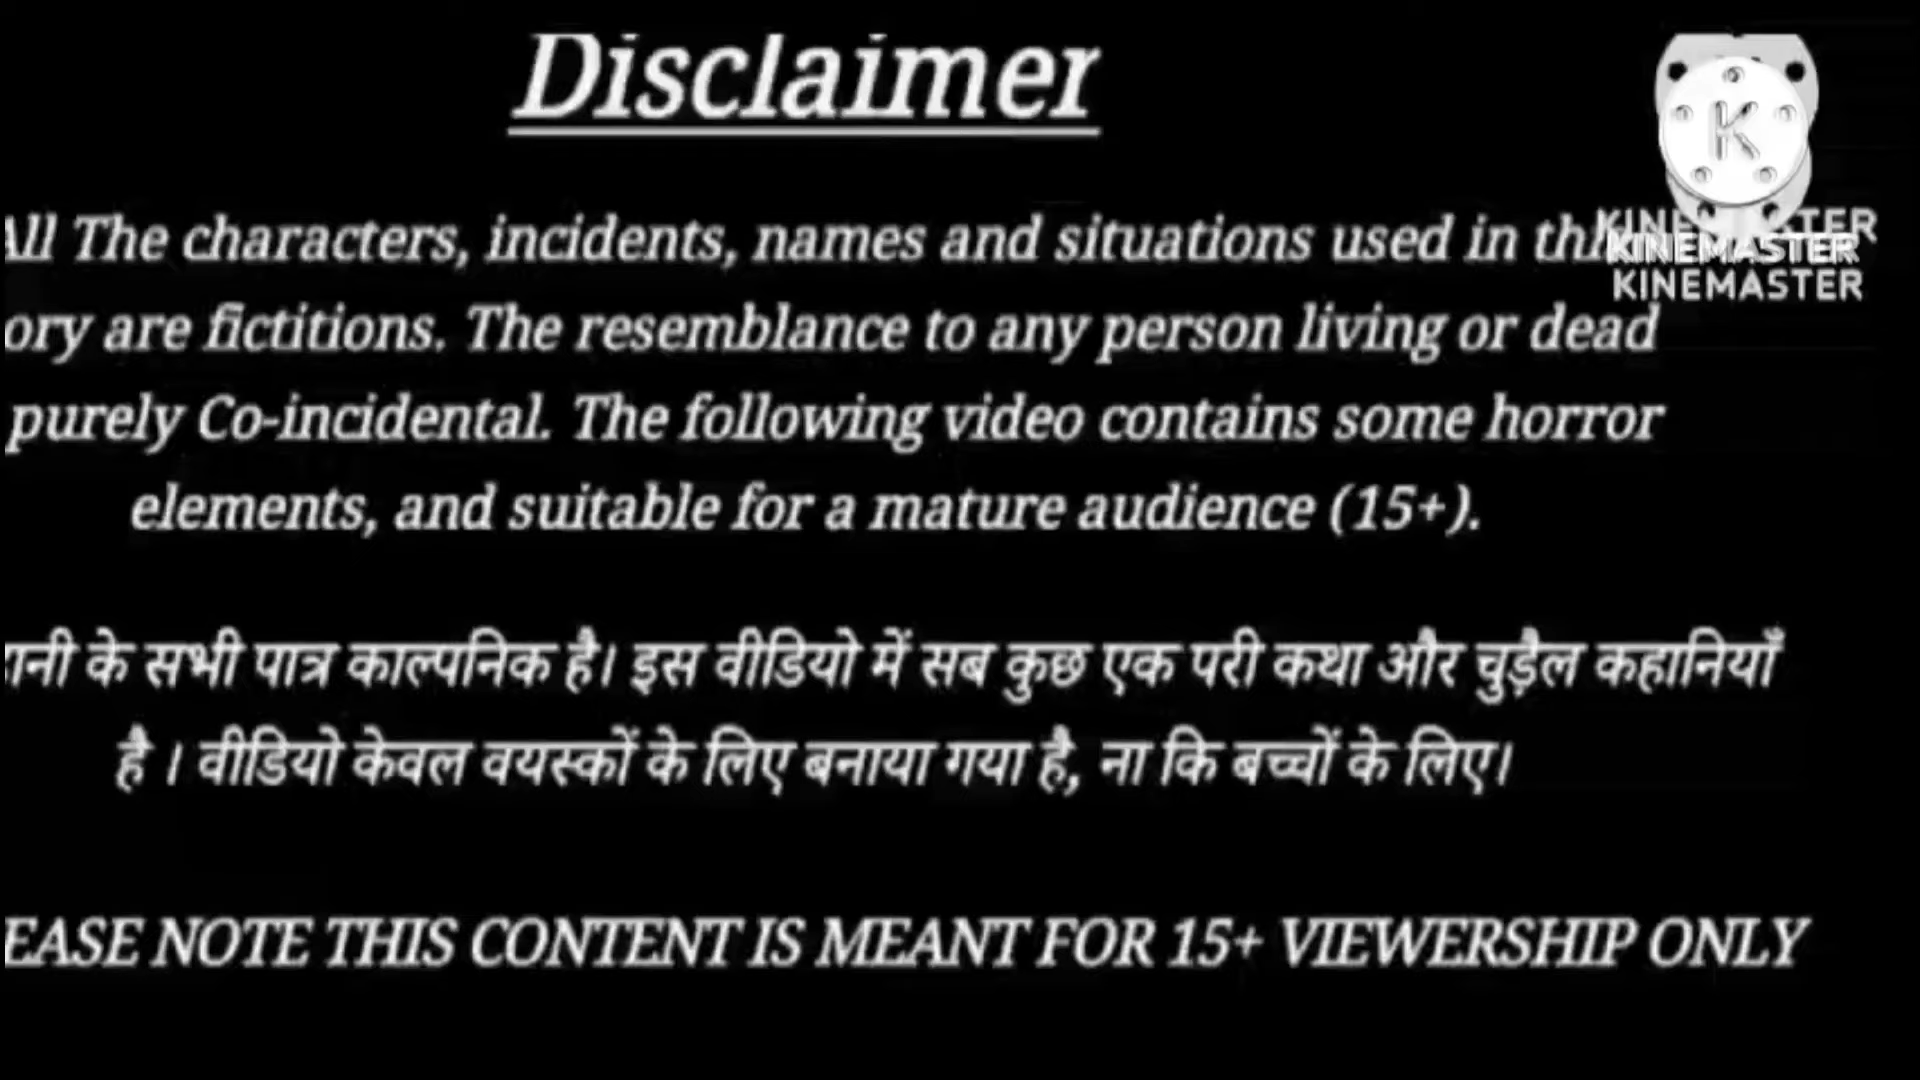 Disclaimer
All The characters, incidents, names and situations used in thi
ory are fictitions. The resemblance to any person living or dead
purely Co-incidental. The following video contains some horror
elements, and suitable for a mature audience (15+).
ानी के सभी पात्र काल्पनिक है। इस वीडियो में सब कुछ एक परी कथा और चुड़ैल कहानियाँ
है । वीडियो केवल वयस्कों के लिए बनाया गया है, ना कि बच्चों के लिए।
EASE NOTE THIS CONTENT IS MEANT FOR 15+ VIEWERSHIP ONLY
K
KINEMASTER
KINEMASTER
KINEMASTER